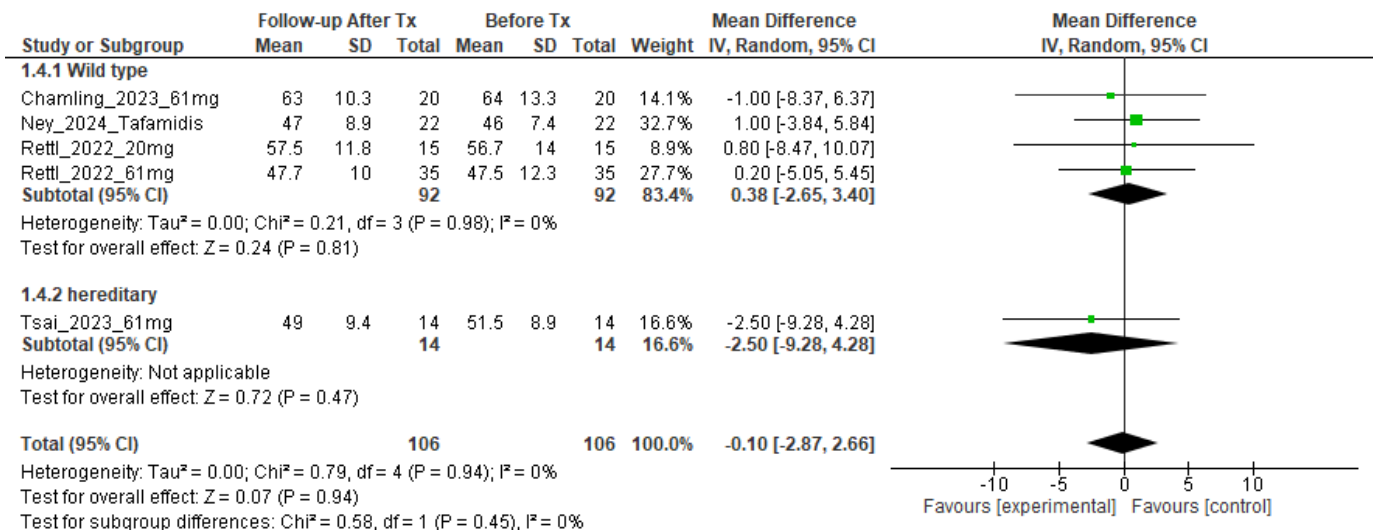 Follow-up After Tx Before Tx Mean Difference Mean Difference
Study or Subgroup Mean SD Total Mean SD Total Weight IV, Random, 95% CI IV, Random, 95% CI
1.4.1 Wild type
Chamling_2023_61mg 63 10.3 20 64 13.3 20 14.1% -1.00 [-8.37, 6.37]
Ney_2024_Tafamidis 47 8.9 22 46 7.4 22 32.7% 1.00 [-3.84, 5.84]
Rettl_2022_20mg 57.5 11.8 15 56.7 14 15 8.9% 0.80 [-8.47, 10.07]
Rettl_2022_61mg 47.7 10 35 47.5 12.3 35 27.7% 0.20 [-5.05, 5.45]
Subtotal (95% CI) 92 92 83.4% 0.38 [-2.65, 3.40]
Heterogeneity: Tau² = 0.00; Chi² = 0.21, df = 3 (P = 0.98); I² = 0%
Test for overall effect: Z = 0.24 (P = 0.81)
1.4.2 hereditary
Tsai_2023_61mg 49 9.4 14 51.5 8.9 14 16.6% -2.50 [-9.28, 4.28]
Subtotal (95% CI) 14 14 16.6% -2.50 [-9.28, 4.28]
Heterogeneity: Not applicable
Test for overall effect: Z = 0.72 (P = 0.47)
Total (95% CI) 106 106 100.0% -0.10 [-2.87, 2.66]
Heterogeneity: Tau² = 0.00; Chi² = 0.79, df = 4 (P = 0.94); I² = 0%
Test for overall effect: Z = 0.07 (P = 0.94)
Test for subgroup differences: Chi² = 0.58, df = 1 (P = 0.45), I² = 0%
-10 -5 0 5 10
Favours [experimental] Favours [control]